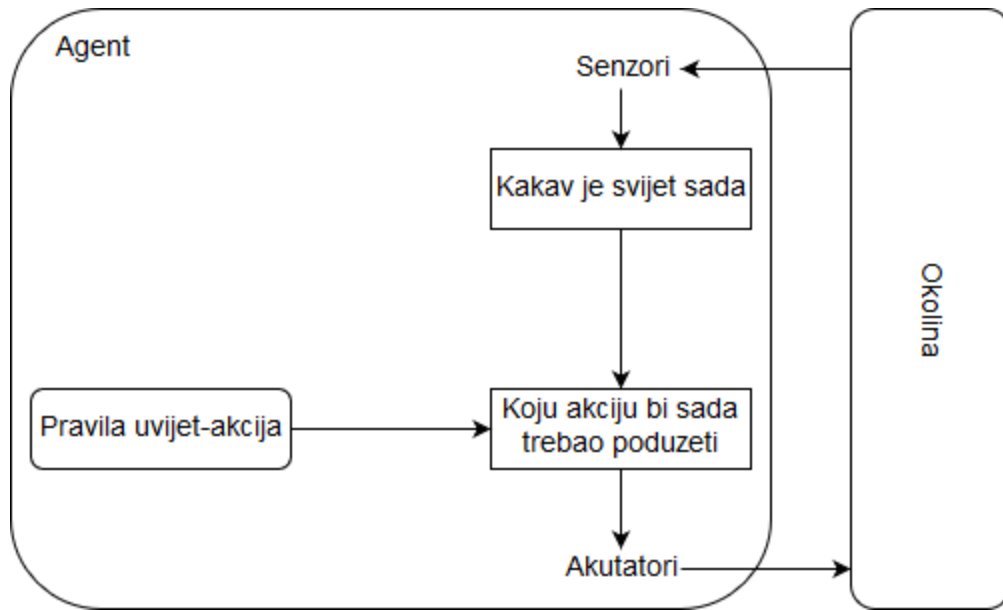 Agent
Senzori
Kakav je svijet sada
Okolina
Pravila uvijet-akcija
Koju akciju bi sada
trebao poduzeti
Akutatori